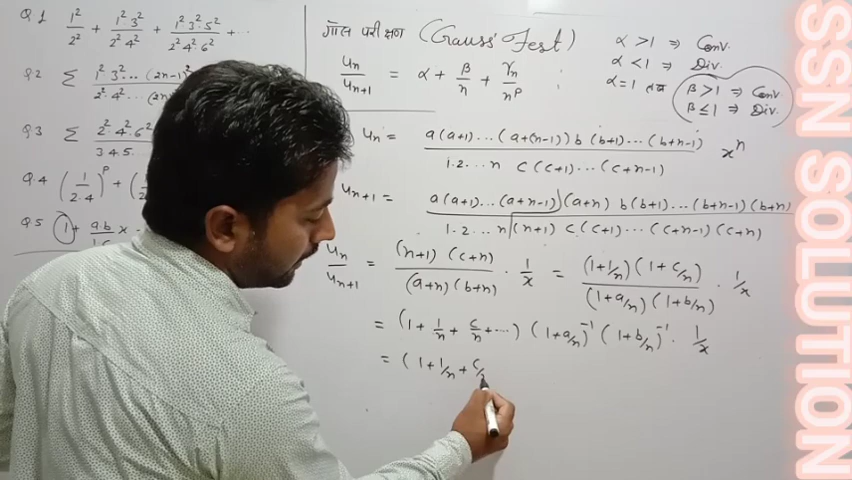 Q.1 1²/2² + 1²·3²/2²·4² + 1²·3²·5²/2²·4²·6² + ...
Q.2 Σ 1²·3²... (2n-1)²/2²·4²... (2n
Q.3 Σ 2²·4²·6²/3·4·5.
Q.4 (1/2·4)^p + (1/
Q.5 1 + a·b/1·c x
गॉस परीक्षण (Gauss' Test)
un/un+1 = α + β/n + γn/n^p ;
α > 1 ⇒ Conv.
α < 1 ⇒ Div.
α = 1 तब
β > 1 ⇒ Conv
β ≤ 1 ⇒ Div.
un = a(a+1)...(a+(n-1)) b(b+1)...(b+n-1)/1·2...n c(c+1)...(c+n-1) x^n
un+1 = a(a+1)...(a+n-1)(a+n) b(b+1)...(b+n-1)(b+n)/1·2...n(n+1) c(c+1)...(c+n-1)(c+n)
un/un+1 = (n+1)(c+n)/(a+n)(b+n) · 1/x = (1+1/n)(1+c/n)/(1+a/n)(1+b/n) · 1/x
= (1 + 1/n + c/n + ...) (1+a/n)^-1 (1+b/n)^-1 · 1/x
= (1+1/n + c/
SSN SOLUTION